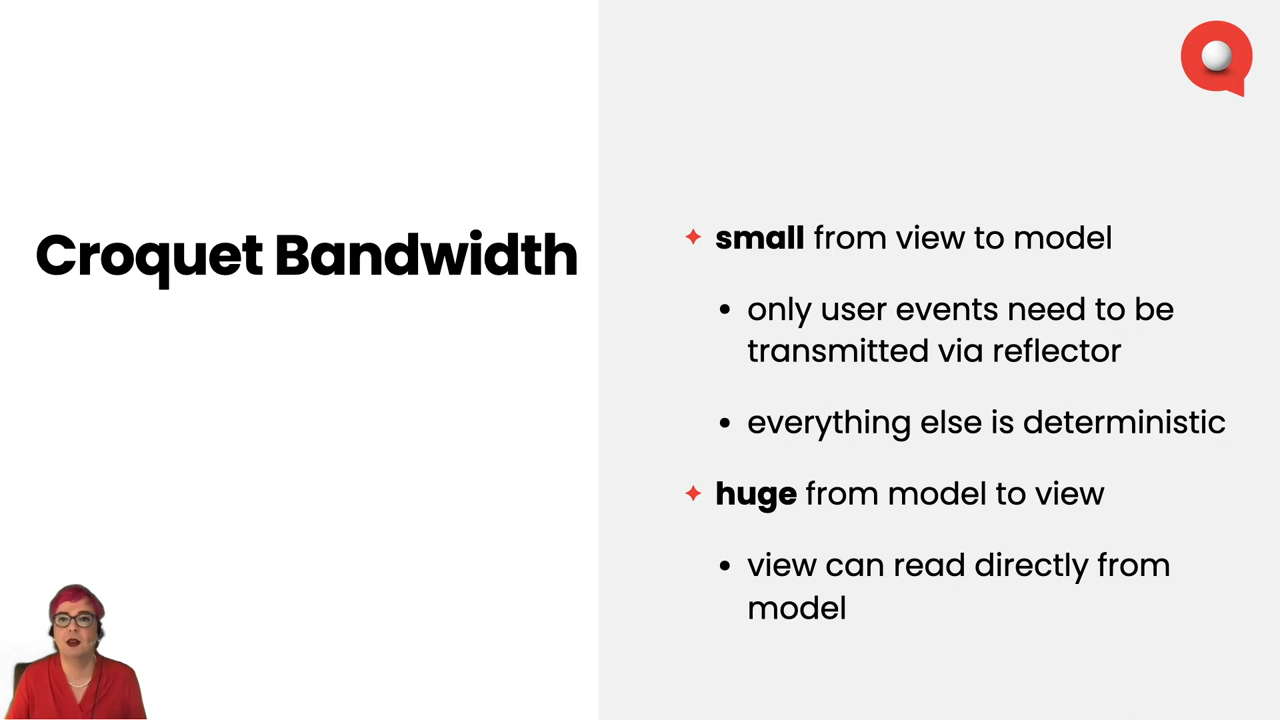 Croquet Bandwidth
small from view to model
only user events need to be
transmitted via reflector
everything else is deterministic
huge from model to view
view can read directly from
model